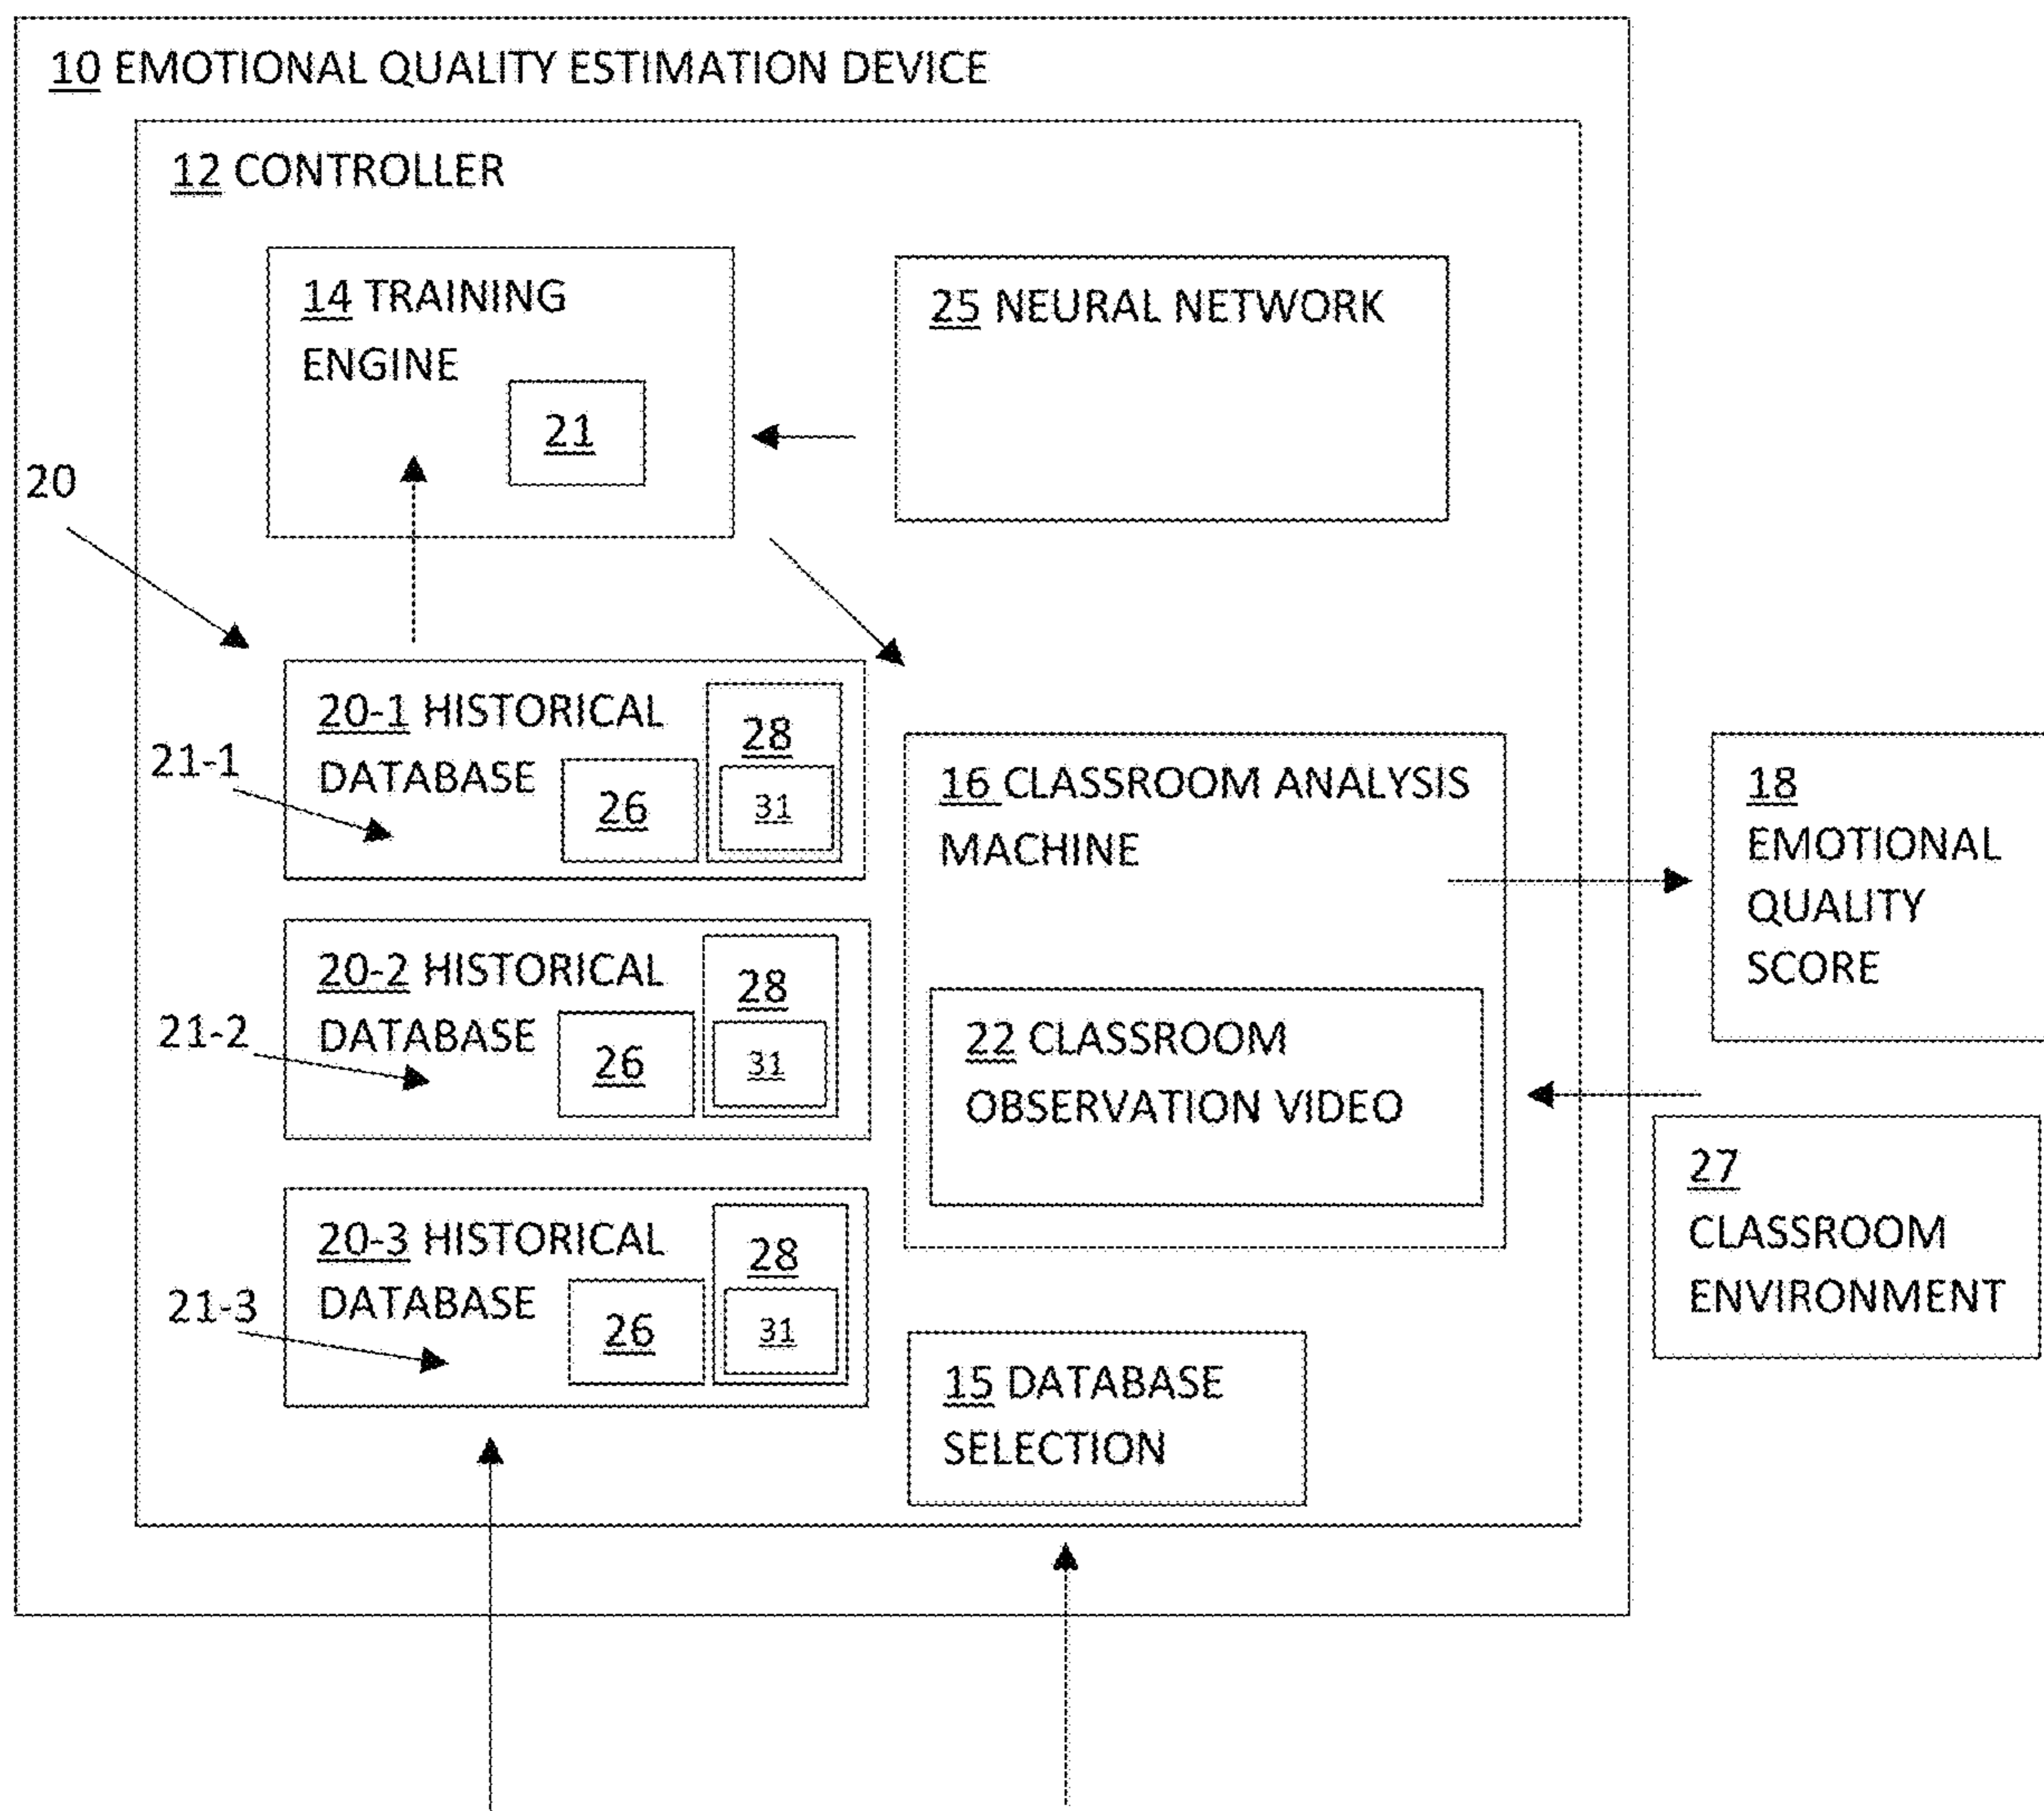 10 EMOTIONAL QUALITY ESTIMATION DEVICE
12 CONTROLLER
14 TRAINING
ENGINE
21
25 NEURAL NETWORK
20
20-1 HISTORICAL
DATABASE
26
28
31
21-1
20-2 HISTORICAL
DATABASE
26
28
31
21-2
20-3 HISTORICAL
DATABASE
26
28
31
21-3
16 CLASSROOM ANALYSIS
MACHINE
22 CLASSROOM
OBSERVATION VIDEO
15 DATABASE
SELECTION
18
EMOTIONAL
QUALITY
SCORE
27
CLASSROOM
ENVIRONMENT